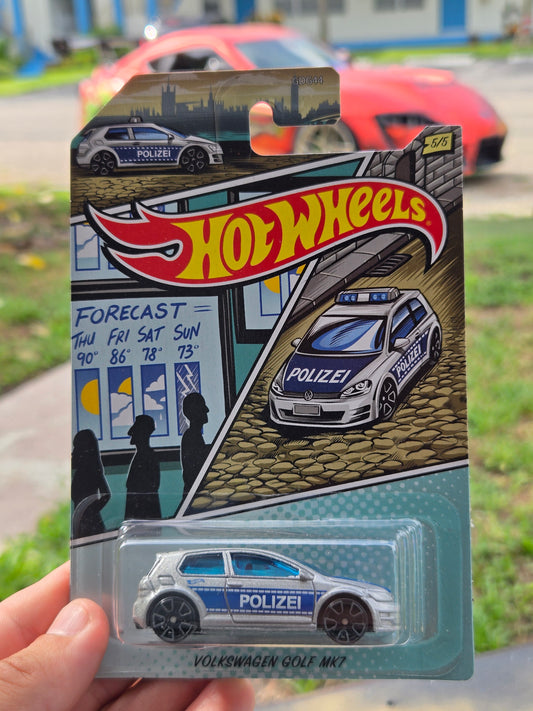 GDG44
POLIZEI
5/5
HOT WHEELS
FORECAST
THU FRI SAT SUN
90° 86° 78° 73°
POLIZEI
POLIZEI
POLIZEI
VOLKSWAGEN GOLF MK7